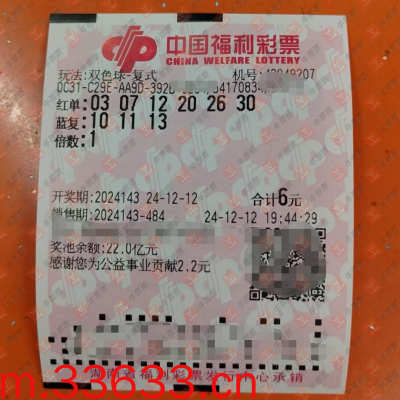 中国福利彩票
CHINA WELFARE LOTTERY
玩法:双色球-复式
红单:03 07 12 20 26 30
蓝复:10 11 13
倍数:1
开奖期:2024143 24-12-12 合计6元
销售期:2024143-484 24-12-12 19:44:29
奖池余额:22.0亿元
感谢您为公益事业贡献2.2元
m.33633.cn